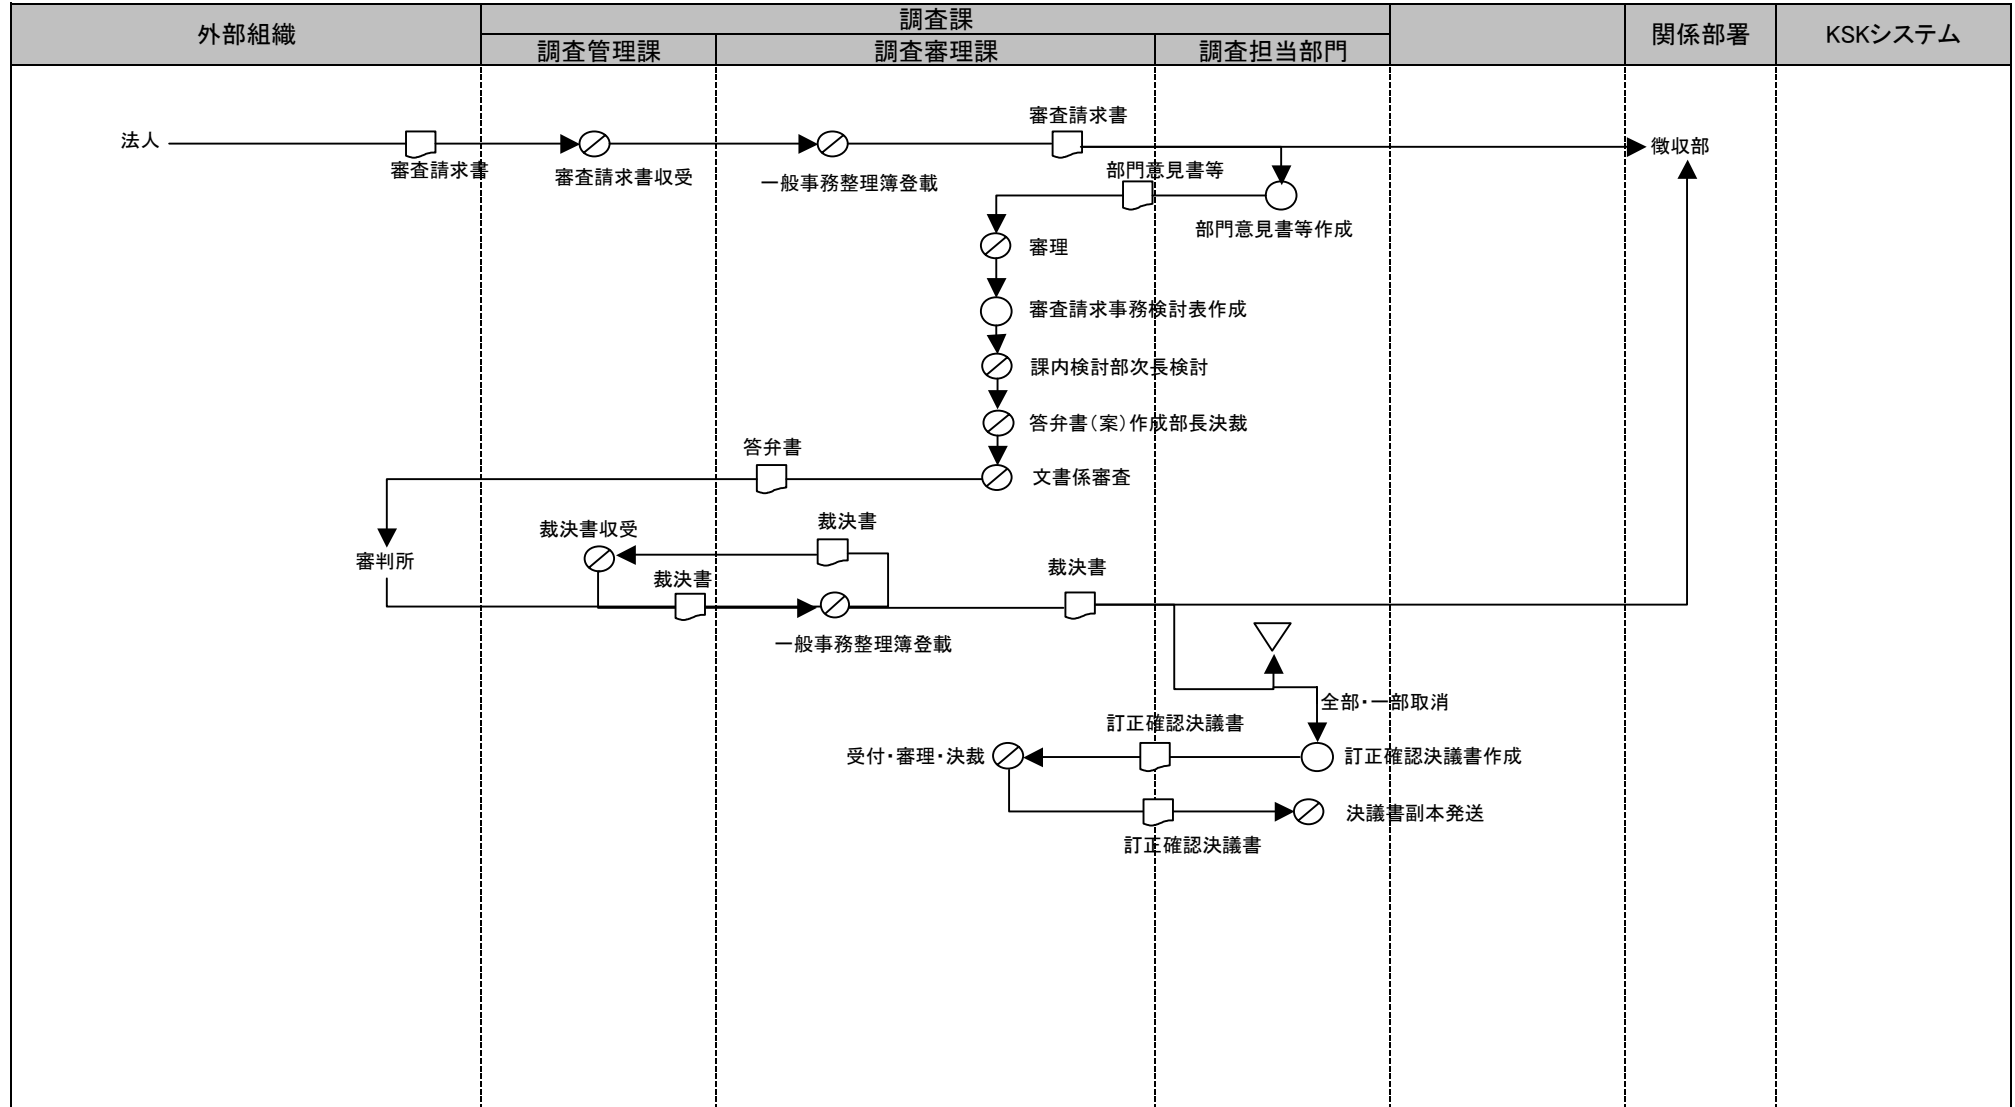 外部組織
調査課
調査管理課
調査審理課
調査担当部門
関係部署
KSKシステム
法人
審査請求書
審査請求書収受
一般事務整理簿登載
審査請求書
徴収部
部門意見書等
部門意見書等作成
審理
審査請求事務検討表作成
課内検討部次長検討
答弁書(案)作成部長決裁
答弁書
文書係審査
審判所
裁決書収受
裁決書
裁決書
一般事務整理簿登載
裁決書
全部・一部取消
訂正確認決議書
受付・審理・決裁
訂正確認決議書作成
決議書副本発送
訂正確認決議書